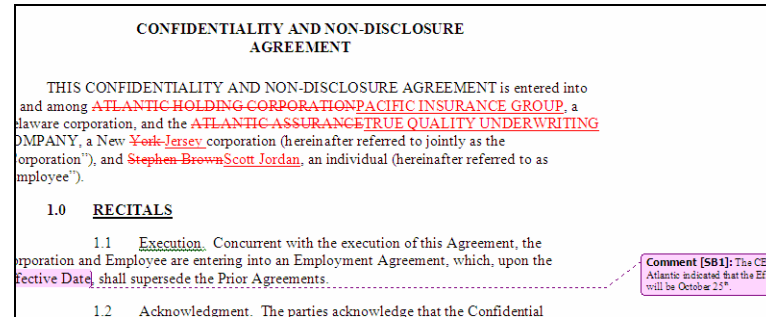 CONFIDENTIALITY AND NON-DISCLOSURE
AGREEMENT
THIS CONFIDENTIALITY AND NON-DISCLOSURE AGREEMENT is entered into
and among ATLANTIC HOLDING CORPORATIONPACIFIC INSURANCE GROUP, a
elaware corporation, and the ATLANTIC ASSURANCETRUE QUALITY UNDERWRITING
OMPANY, a New York Jersey corporation (hereinafter referred to jointly as the
orporation”), and Stephen BrownScott Jordan, an individual (hereinafter referred to as
mployee”).
1.0 RECITALS
1.1 Execution. Concurrent with the execution of this Agreement, the
orporation and Employee are entering into an Employment Agreement, which, upon the
fective Date, shall supersede the Prior Agreements.
Comment [SB1]: The CE
Atlantic indicated that the Ef
will be October 25th.
1.2 Acknowledgment. The parties acknowledge that the Confidential